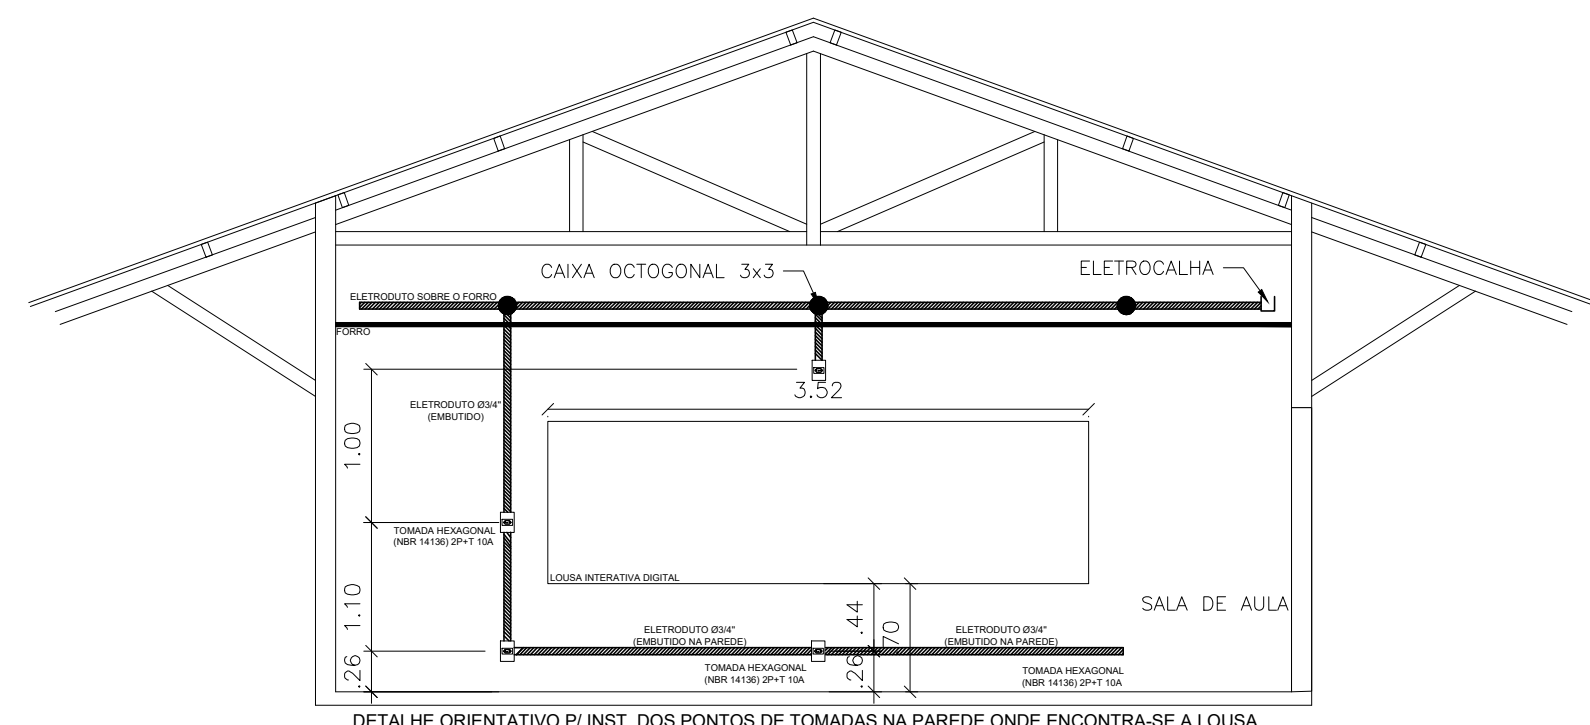 CAIXA OCTOGONAL 3x3
ELETROCALHA
ELETRODUTO SOBRE O FORRO
FORRO
3.52
ELETRODUTO Ø3/4"
(EMBUTIDO)
1.00
TOMADA HEXAGONAL
(NBR 14136) 2P+T 10A
LOUSA INTERATIVA DIGITAL
SALA DE AULA
1.10
.44
.70
ELETRODUTO Ø3/4"
(EMBUTIDO NA PAREDE)
ELETRODUTO Ø3/4"
(EMBUTIDO NA PAREDE)
.26
.26
TOMADA HEXAGONAL
(NBR 14136) 2P+T 10A
TOMADA HEXAGONAL
(NBR 14136) 2P+T 10A
DETALHE ORIENTATIVO P/ INST. DOS PONTOS DE TOMADAS NA PAREDE ONDE ENCONTRA-SE A LOUSA